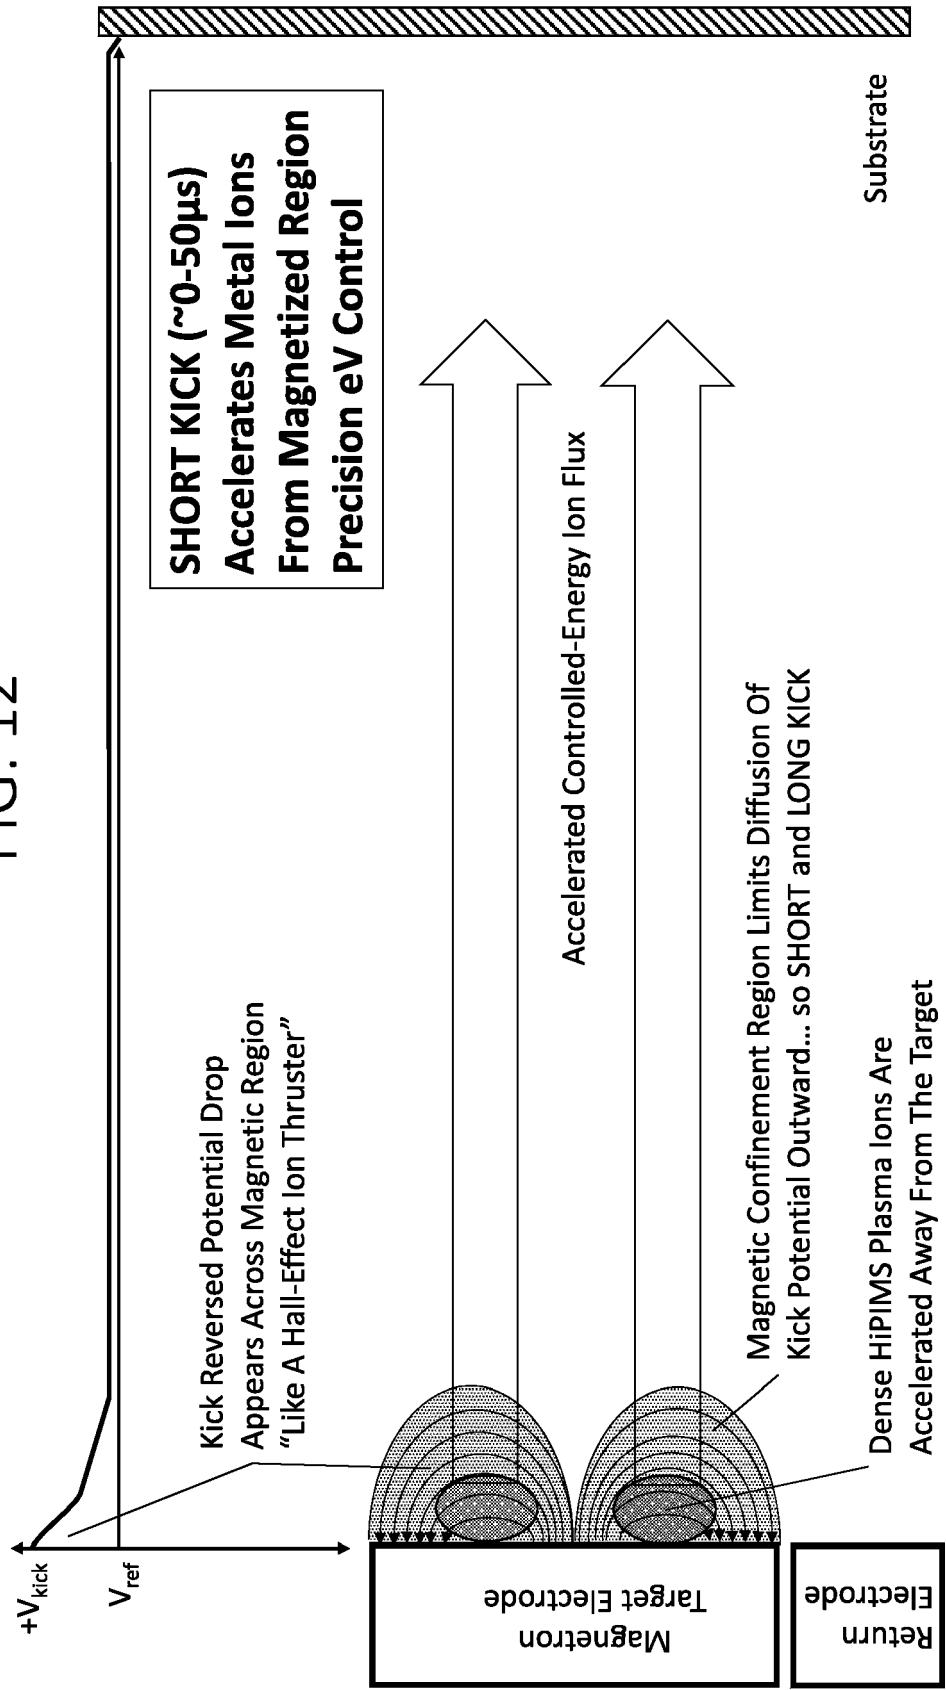 FIG. 12
+Vkick
Vref
SHORT KICK (~0-50µs)
Accelerates Metal Ions
From Magnetized Region
Precision eV Control
Kick Reversed Potential Drop
Appears Across Magnetic Region
“Like A Hall-Effect Ion Thruster”
Accelerated Controlled-Energy Ion Flux
Magnetron
Target Electrode
Magnetic Confinement Region Limits Diffusion Of
Kick Potential Outward... so SHORT and LONG KICK
Substrate
Return
Electrode
Dense HiPIMS Plasma Ions Are
Accelerated Away From The Target